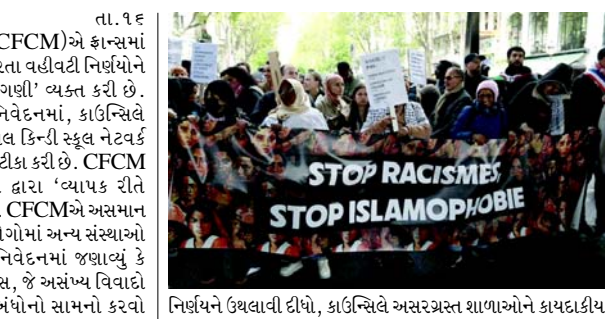 તા.૧૬
CFCM)એ ફ્રાન્સમાં
રતા વહીવટી નિર્ણયોને
ગણી' વ્યક્ત કરી છે.
નિવેદનમાં, કાઉન્સિલે
લ કિન્ડી સ્કૂલ નેટવર્ક
ટીકા કરી છે. CFCM
દ્વારા 'વ્યાપક રીતે
. CFCMએ અસમાન
ગોમાં અન્ય સંસ્થાઓ
નિવેદનમાં જણાવ્યું કે
સ, જે અસંખ્ય વિવાદો
બંધોનો સામનો કરવો
STOP RACISMES,
STOP ISLAMOPHOBIE
નિર્ણયને ઉથલાવી દીધો, કાઉન્સિલે અસરગ્રસ્ત શાળાઓને કાયદાકીય